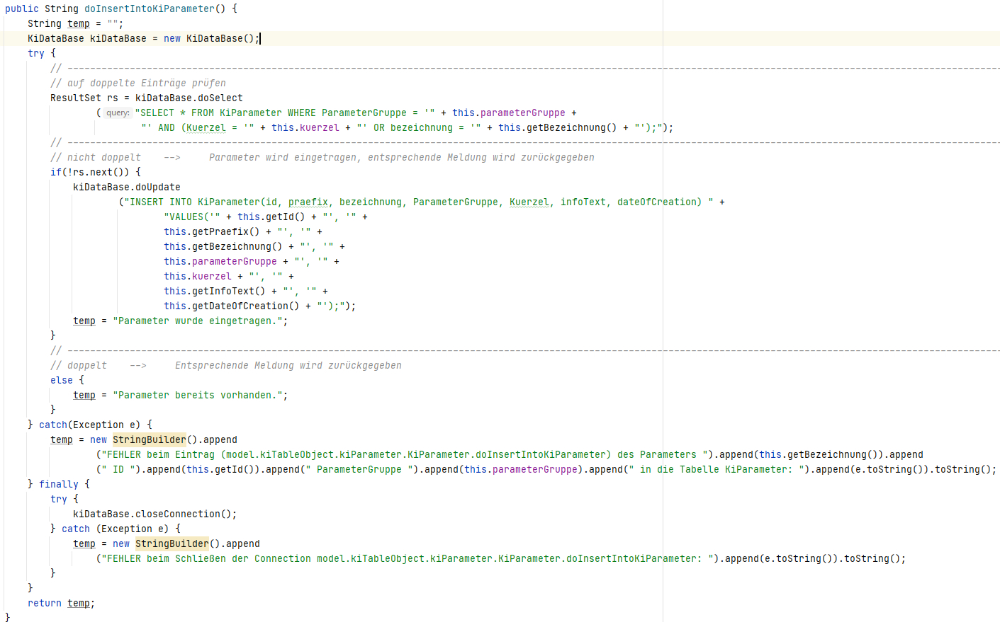 public String doInsertIntoKiParameter() {
    String temp = "";
    KiDataBase kiDataBase = new KiDataBase();
    try {
        // --------------------------------------------------------------------------------------------------------------------------------------------------------------------
        // auf doppelte Einträge prüfen
        ResultSet rs = kiDataBase.doSelect
                ( query: "SELECT * FROM KiParameter WHERE ParameterGruppe = '" + this.parameterGruppe +
                        "' AND (Kuerzel = '" + this.kuerzel + "' OR bezeichnung = '" + this.getBezeichnung() + "');");
        // --------------------------------------------------------------------------------------------------------------------------------------------------------------------
        // nicht doppelt    -->     Parameter wird eingetragen, entsprechende Meldung wird zurückgegeben
        if(!rs.next()) {
            kiDataBase.doUpdate
                    ("INSERT INTO KiParameter(id, praefix, bezeichnung, ParameterGruppe, Kuerzel, infoText, dateOfCreation) " +
                            "VALUES('" + this.getId() + "', '" +
                            this.getPraefix() + "', '" +
                            this.getBezeichnung() + "', '" +
                            this.parameterGruppe + "', '" +
                            this.kuerzel + "', '" +
                            this.getInfoText() + "', '" +
                            this.getDateOfCreation() + "');");
            temp = "Parameter wurde eingetragen.";
        }
        // --------------------------------------------------------------------------------------------------------------------------------------------------------------------
        // doppelt    -->     Entsprechende Meldung wird zurückgegeben
        else {
            temp = "Parameter bereits vorhanden.";
        }
    } catch(Exception e) {
        temp = new StringBuilder().append
                ("FEHLER beim Eintrag (model.kiTableObject.kiParameter.KiParameter.doInsertIntoKiParameter) des Parameters ").append(this.getBezeichnung()).append
                (" ID ").append(this.getId()).append(" ParameterGruppe ").append(this.parameterGruppe).append(" in die Tabelle KiParameter: ").append(e.toString()).toString();
    } finally {
        try {
            kiDataBase.closeConnection();
        } catch (Exception e) {
            temp = new StringBuilder().append
                ("FEHLER beim Schließen der Connection model.kiTableObject.kiParameter.KiParameter.doInsertIntoKiParameter: ").append(e.toString()).toString();
        }
    }
    return temp;
}